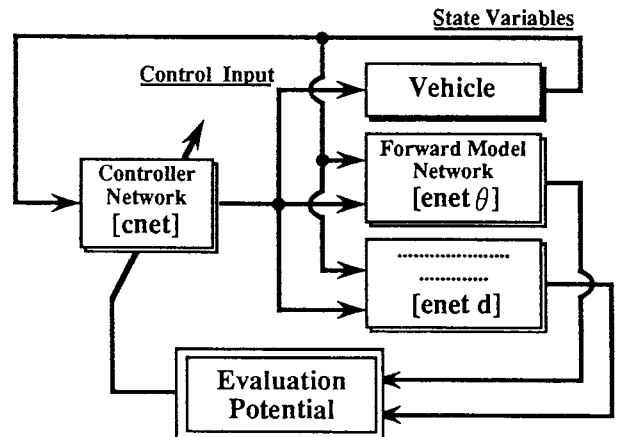 State Variables
Control Input
Vehicle
Controller
Network
[cnet]
Forward Model
Network
[enet θ]
......................
.............
[enet d]
Evaluation
Potential